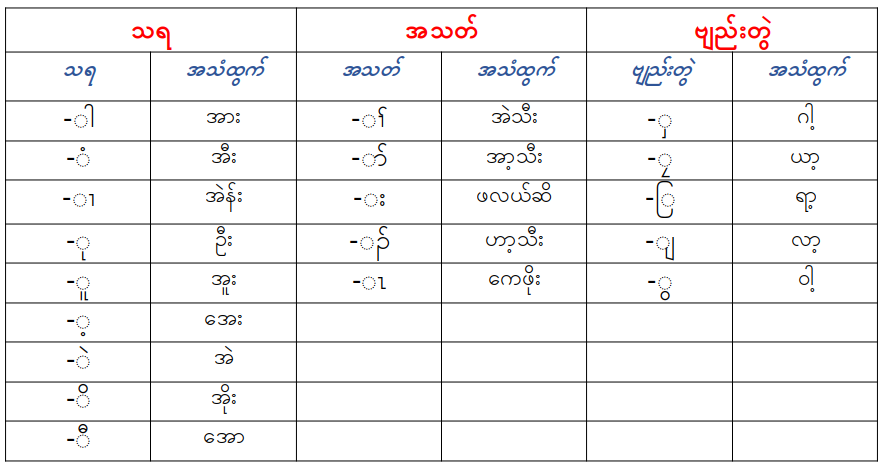 သရ အသတ် ဗျည်းတွဲ
သရ အသံထွက် အသတ် အသံထွက် ဗျည်းတွဲ အသံထွက်
-ါ အား -ၢ် အဲသီး -ှ ဂါ့
-ံ အီး -ာ် အာ့သီး -ၠ ယာ့
-ၢ အဲန်း -း ဖလယ်ဆိ -ြ ရာ့
-ု ဦး -ၣ် ဟာ့သီး -ျ လာ့
-ူ အူး -ၤ ကေဖိုး -ွ ဝါ့
-့ အေး
-ဲ အဲ
-ိ အိုး
-ီ အော